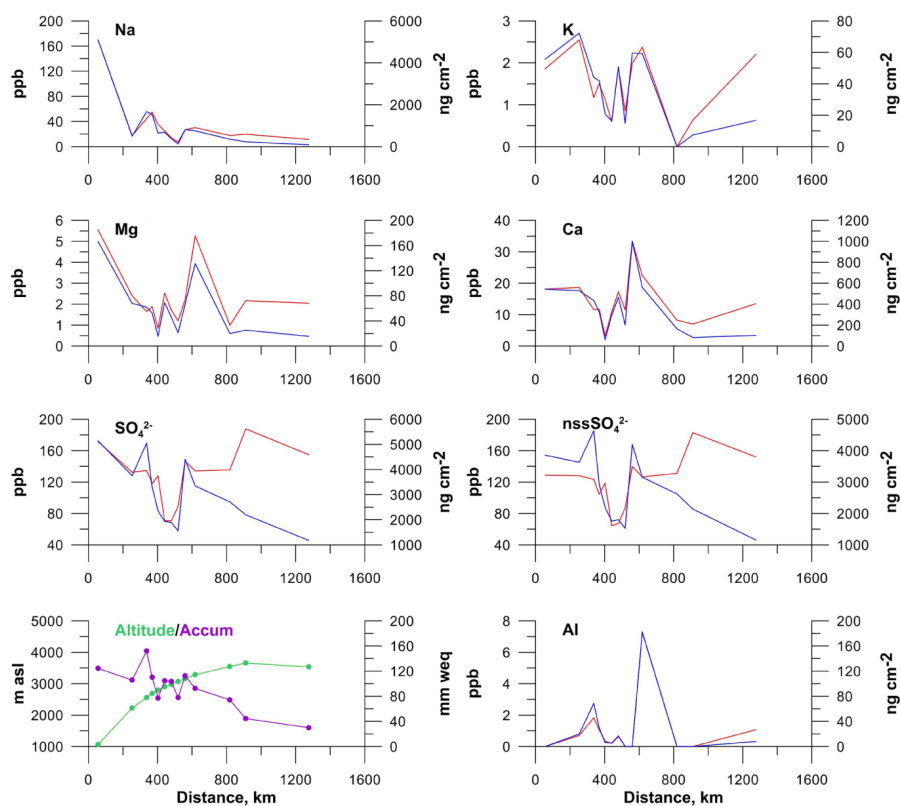 Na
200
160
120
80
40
0
ppb
6000
4000
2000
0
ng cm-2
0 400 800 1200 1600
K
3
2
1
0
ppb
80
60
40
20
0
ng cm-2
0 400 800 1200 1600
Mg
6
5
4
3
2
1
0
ppb
200
160
120
80
40
0
ng cm-2
0 400 800 1200 1600
Ca
40
30
20
10
0
ppb
1200
1000
800
600
400
200
0
ng cm-2
0 400 800 1200 1600
SO₄²⁻
200
160
120
80
40
ppb
6000
5000
4000
3000
2000
1000
ng cm-2
0 400 800 1200 1600
nssSO₄²⁻
200
160
120
80
40
ppb
5000
4000
3000
2000
1000
ng cm-2
0 400 800 1200 1600
Altitude/Accum
5000
4000
3000
2000
1000
m asl
200
160
120
80
40
0
mm weq
0 400 800 1200 1600
Distance, km
Al
8
6
4
2
0
ppb
200
160
120
80
40
0
ng cm-2
0 400 800 1200 1600
Distance, km